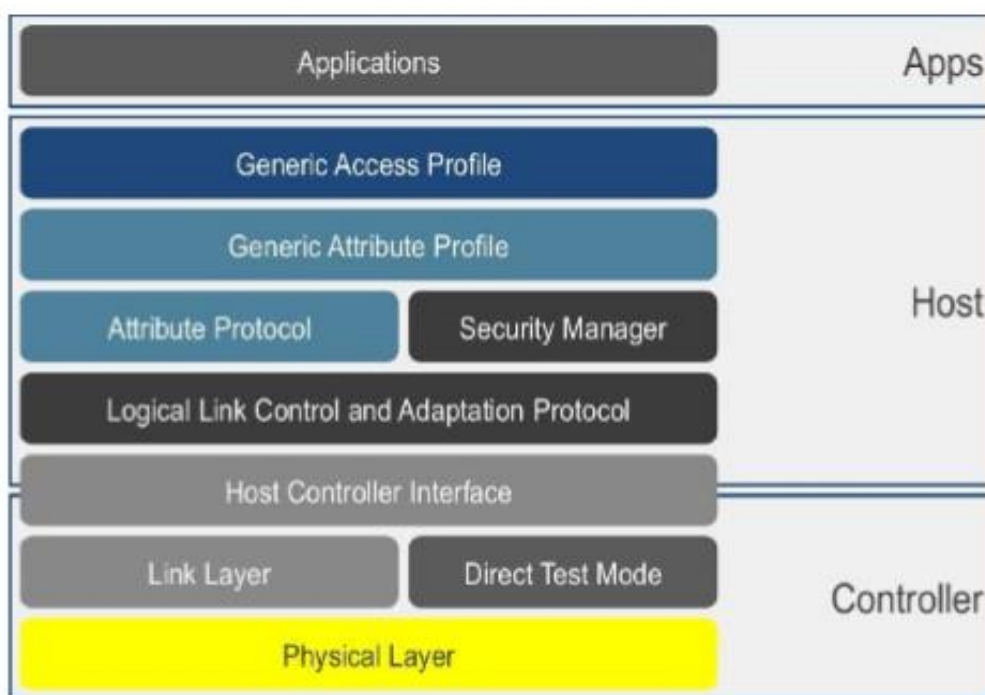 Applications
Apps
Generic Access Profile
Generic Attribute Profile
Host
Attribute Protocol
Security Manager
Logical Link Control and Adaptation Protocol
Host Controller Interface
Link Layer
Direct Test Mode
Controller
Physical Layer